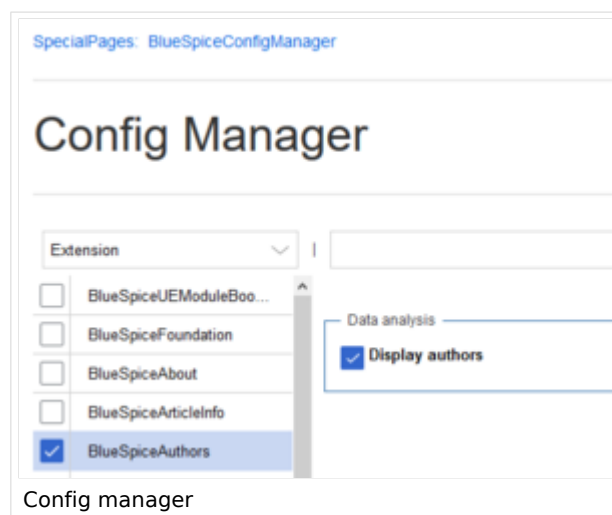 SpecialPages: BlueSpiceConfigManager
Config Manager
Extension
BlueSpiceUEModuleBoo...
BlueSpiceFoundation
BlueSpiceAbout
BlueSpiceArticleInfo
BlueSpiceAuthors
Data analysis
Display authors
Config manager